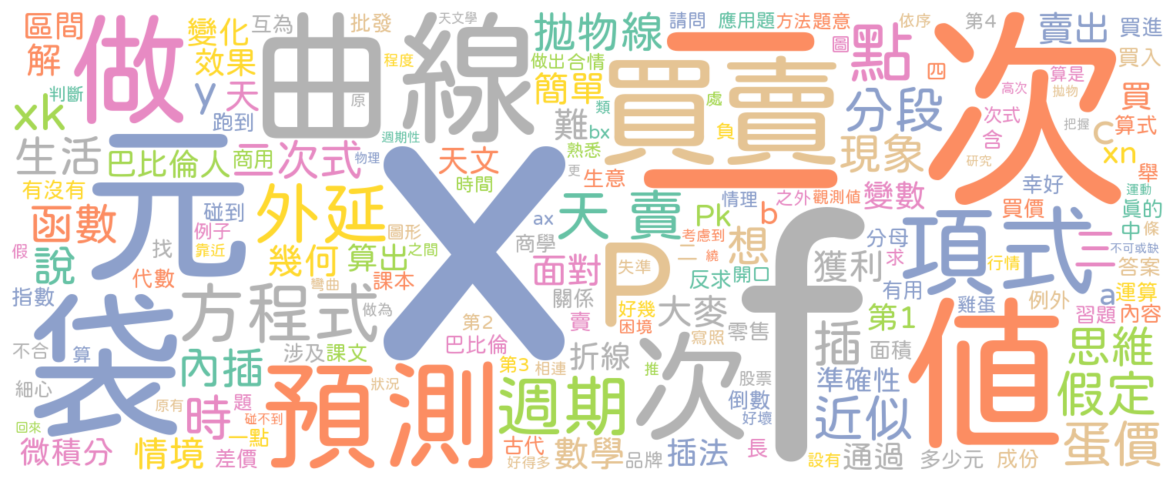 區間
做
變化
互為
批發
天文學
拋物線
請問
應用題
方法
題意
依序
第4
賣出
買進
解
效果
曲線
程度
做出
合情
二
點
圖
四
次
算是
買入
判斷
y
天
原
簡單
類
買賣
分段
高次
拋物
買
xk
跑到
週期性
難
bx
處
負
次式
把握
c
算式
生活
元
二次式
物理
x
熟悉
一
現象
含
xn
巴比倫人
商用
天文
更
研究
舉
有沒有
時間
生意
情理
之外
觀測值
變數
幸好
運動
函數
碰到
外延
ax
天
賣
Pk
b
買價
真的
例子
圖形
考慮到
f
項式
中
條
說
靠近
找
幾何
算出
之間
商學
p
繞
想
分母
二
不可或缺
假
代數
課本
面對
二
失準
反求
開口
獲利
求
行情
答案
指數
方程式
彎曲
關係
好幾
大麥
有用
雞蛋
a
運算
袋
做為
賣
困境
寫照
零售
第1
例外
習題
內容
不合
算
涉及
課文
第2
巴比倫
折線
次
插
面積
值
思維
細心
內插
預測
狀況
第3
相連
推
股票
準確性
假定
原有
時
題
週期
倒數
近似
回來
碰不到
好壞
蛋價
微積分
情境
一點
差價
古代
好得多
數學
品牌
插法
長
設有
通過
多少元
成份